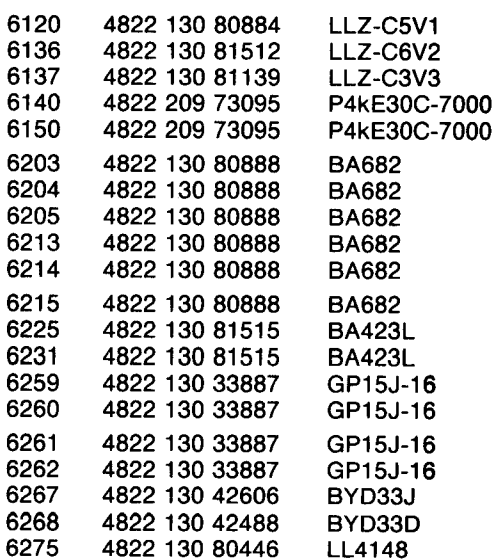 6120 4822 130 80884 LLZ-C5V1
6136 4822 130 81512 LLZ-C6V2
6137 4822 130 81139 LLZ-C3V3
6140 4822 209 73095 P4kE30C-7000
6150 4822 209 73095 P4kE30C-7000
6203 4822 130 80888 BA682
6204 4822 130 80888 BA682
6205 4822 130 80888 BA682
6213 4822 130 80888 BA682
6214 4822 130 80888 BA682
6215 4822 130 80888 BA682
6225 4822 130 81515 BA423L
6231 4822 130 81515 BA423L
6259 4822 130 33887 GP15J-16
6260 4822 130 33887 GP15J-16
6261 4822 130 33887 GP15J-16
6262 4822 130 33887 GP15J-16
6267 4822 130 42606 BYD33J
6268 4822 130 42488 BYD33D
6275 4822 130 80446 LL4148